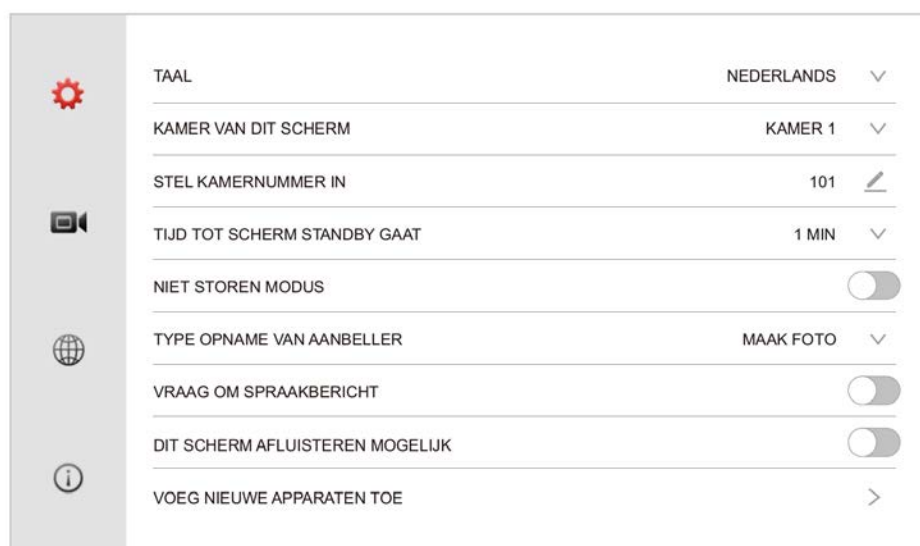 TAAL NEDERLANDS
KAMER VAN DIT SCHERM KAMER 1
STEL KAMERNUMMER IN 101
TIJD TOT SCHERM STANDBY GAAT 1 MIN
NIET STOREN MODUS
TYPE OPNAME VAN AANBELLER MAAK FOTO
VRAAG OM SPRAAKBERICHT
DIT SCHERM AFLUISTEREN MOGELIJK
VOEG NIEUWE APPARATEN TOE